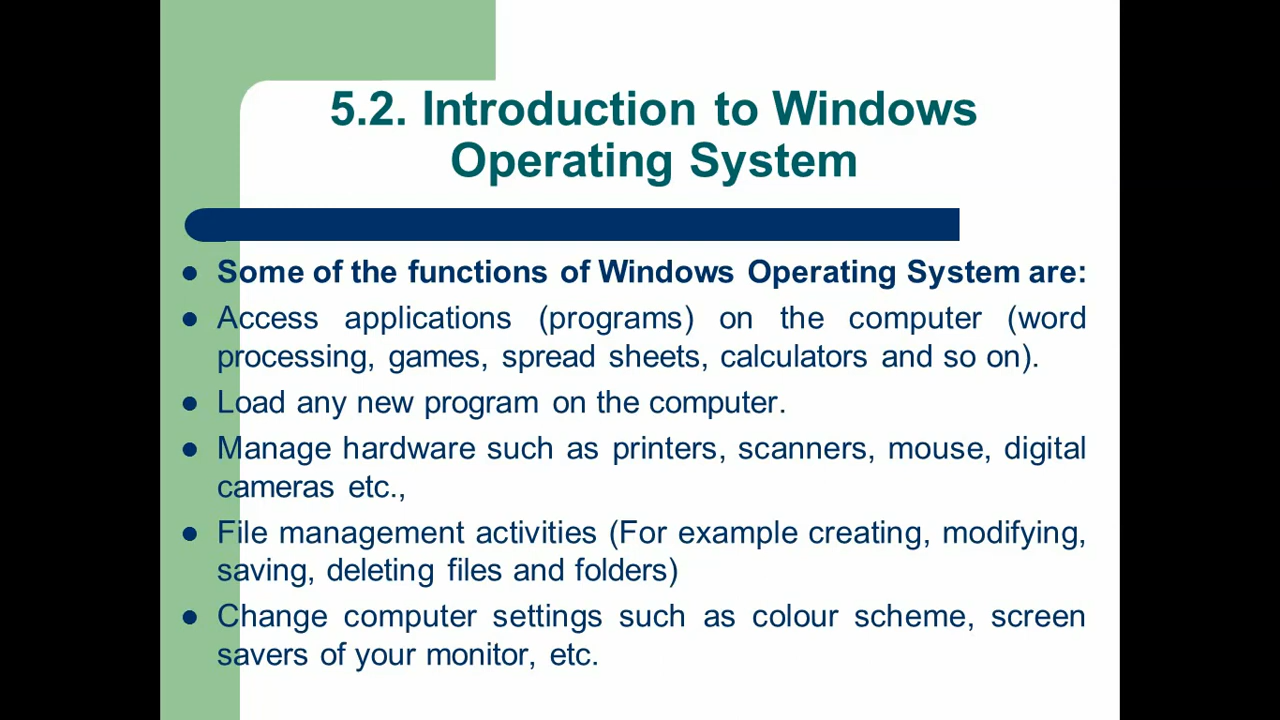 5.2. Introduction to Windows
Operating System
Some of the functions of Windows Operating System are:
Access applications (programs) on the computer (word
processing, games, spread sheets, calculators and so on).
Load any new program on the computer.
Manage hardware such as printers, scanners, mouse, digital
cameras etc.,
File management activities (For example creating, modifying,
saving, deleting files and folders)
Change computer settings such as colour scheme, screen
savers of your monitor, etc.